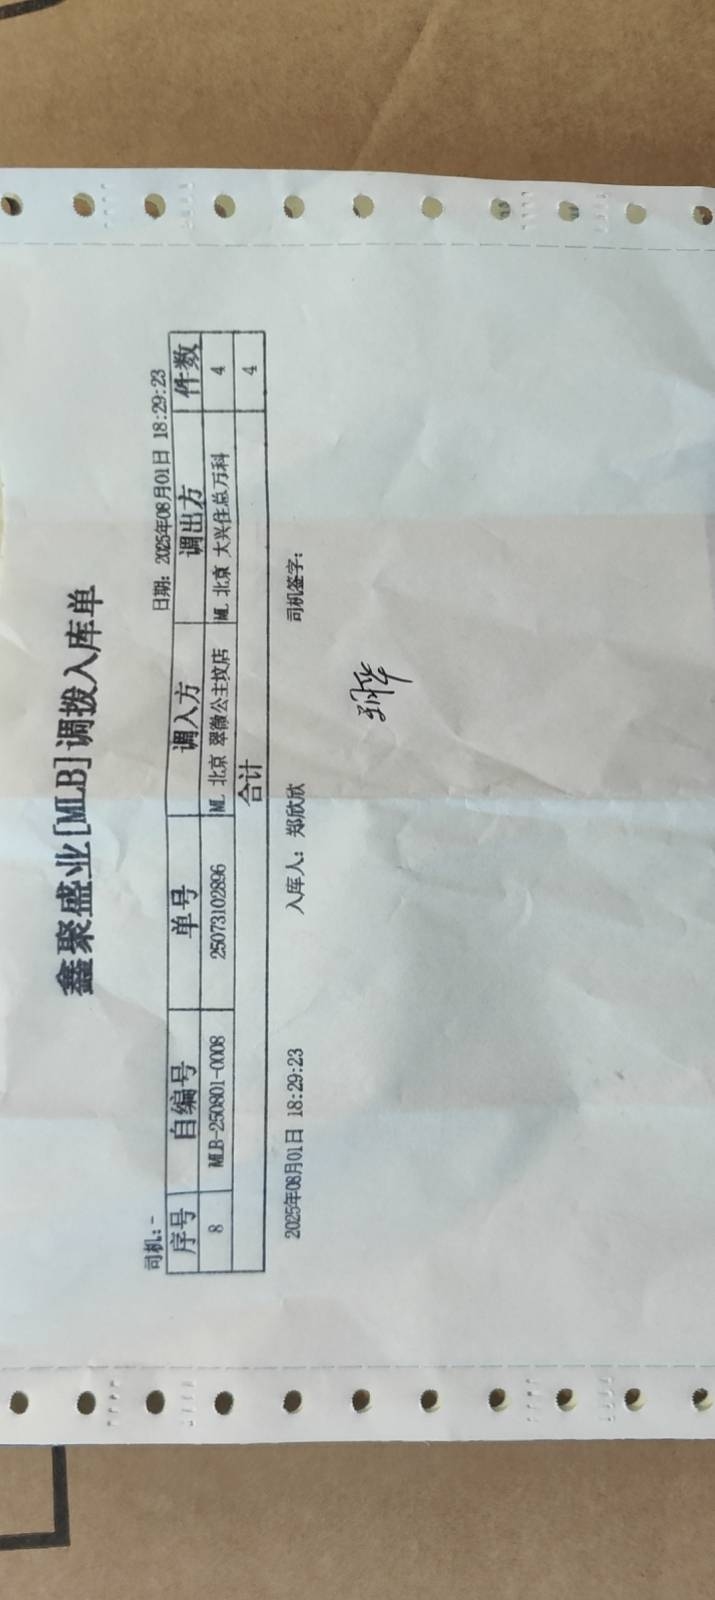 鑫聚盛业[MLB]调拨入库单
司机:- 日期: 2025年08月01日 18:29:23
序号 自编号 单号 调入方 调出方 件数
8 MLB-250801-0008 25073102896 ML 北京 翠微公主坟店 ML 北京 大兴住总万科 4
合计 4
2025年08月01日 18:29:23 入库人: 郑欣欣 司机签字: